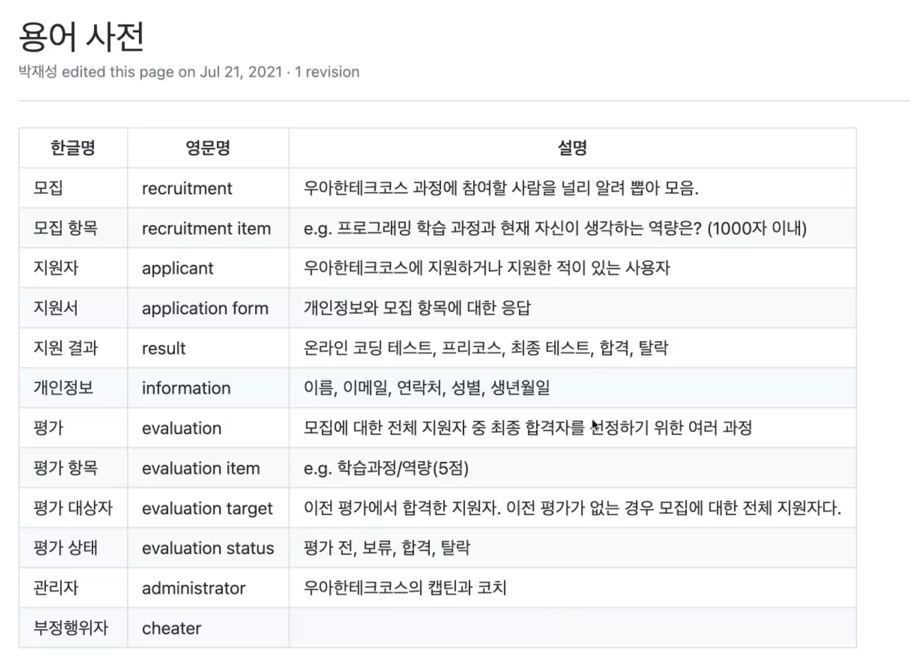 용어 사전
박재성 edited this page on Jul 21, 2021 · 1 revision
한글명 영문명 설명
모집 recruitment 우아한테크코스 과정에 참여할 사람을 널리 알려 뽑아 모음.
모집 항목 recruitment item e.g. 프로그래밍 학습 과정과 현재 자신이 생각하는 역량은? (1000자 이내)
지원자 applicant 우아한테크코스에 지원하거나 지원한 적이 있는 사용자
지원서 application form 개인정보와 모집 항목에 대한 응답
지원 결과 result 온라인 코딩 테스트, 프리코스, 최종 테스트, 합격, 탈락
개인정보 information 이름, 이메일, 연락처, 성별, 생년월일
평가 evaluation 모집에 대한 전체 지원자 중 최종 합격자를 선정하기 위한 여러 과정
평가 항목 evaluation item e.g. 학습과정/역량(5점)
평가 대상자 evaluation target 이전 평가에서 합격한 지원자. 이전 평가가 없는 경우 모집에 대한 전체 지원자다.
평가 상태 evaluation status 평가 전, 보류, 합격, 탈락
관리자 administrator 우아한테크코스의 캡틴과 코치
부정행위자 cheater